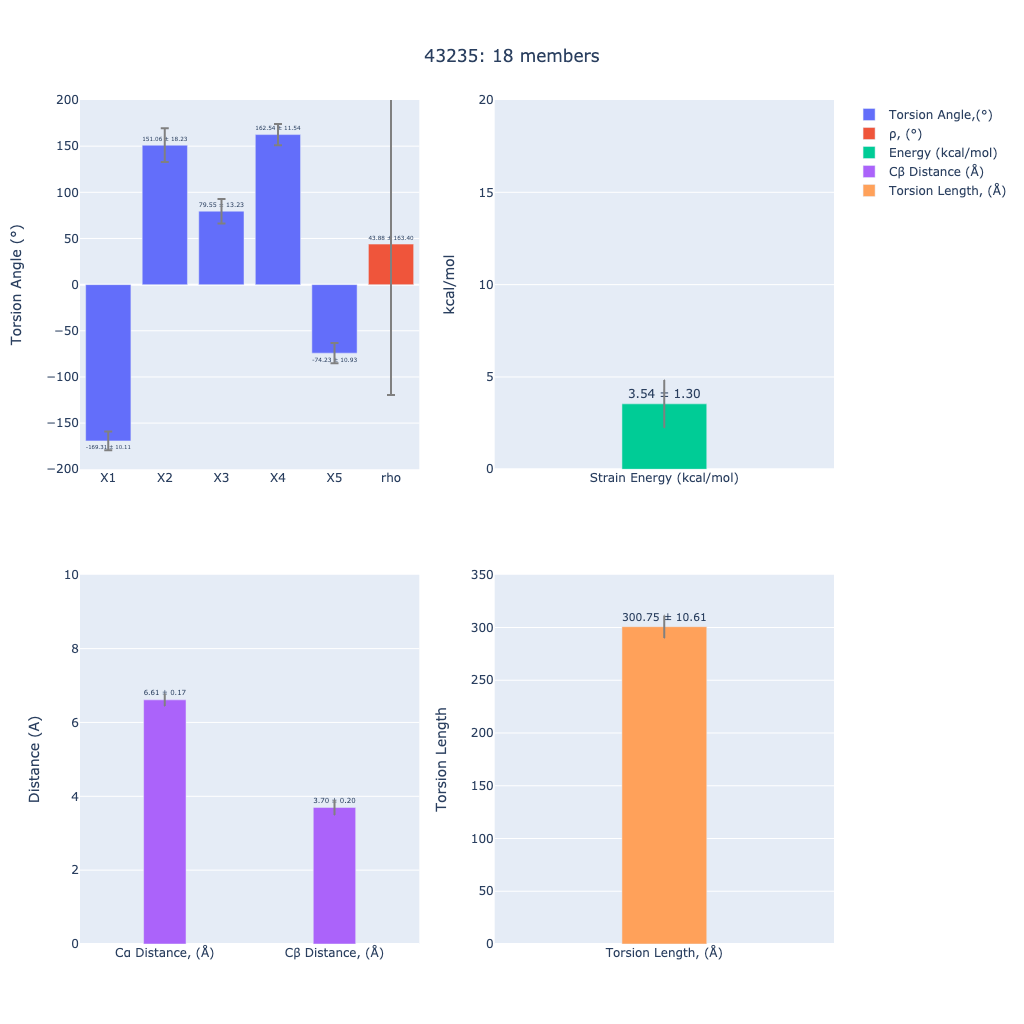 43235: 18 members
Torsion Angle (°)
200
150
100
50
0
−50
−100
−150
−200
-169.31 ± 10.11
151.06 ± 18.23
79.55 ± 13.23
162.54 ± 11.54
-74.23 ± 10.93
43.88 ± 163.40
X1
X2
X3
X4
X5
rho
kcal/mol
20
15
10
5
0
3.54 ± 1.30
Strain Energy (kcal/mol)
Torsion Angle,(°)
ρ, (°)
Energy (kcal/mol)
Cβ Distance (Å)
Torsion Length, (Å)
Distance (A)
10
8
6
4
2
0
6.61 ± 0.17
3.70 ± 0.20
Cα Distance, (Å)
Cβ Distance, (Å)
Torsion Length
350
300
250
200
150
100
50
0
300.75 ± 10.61
Torsion Length, (Å)